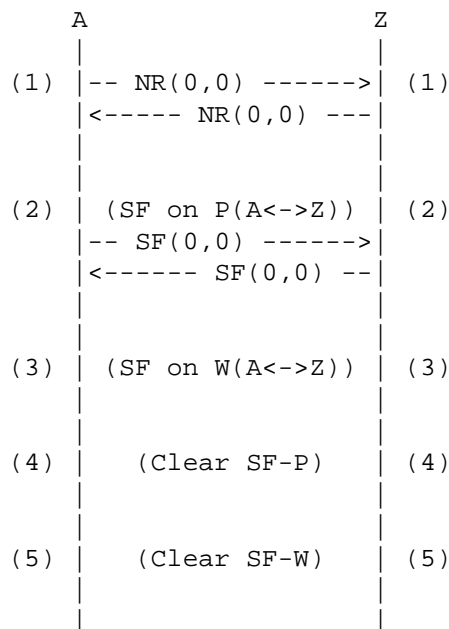 A                  Z
|                  |
(1) |-- NR(0,0) ------>| (1)
|<----- NR(0,0) ---|
|                  |
|                  |
(2) | (SF on P(A<->Z)) | (2)
|-- SF(0,0) ------>|
|<------ SF(0,0) --|
|                  |
|                  |
(3) | (SF on W(A<->Z)) | (3)
|                  |
|                  |
(4) |   (Clear SF-P)   | (4)
|                  |
|                  |
(5) |   (Clear SF-W)   | (5)
|                  |
|                  |